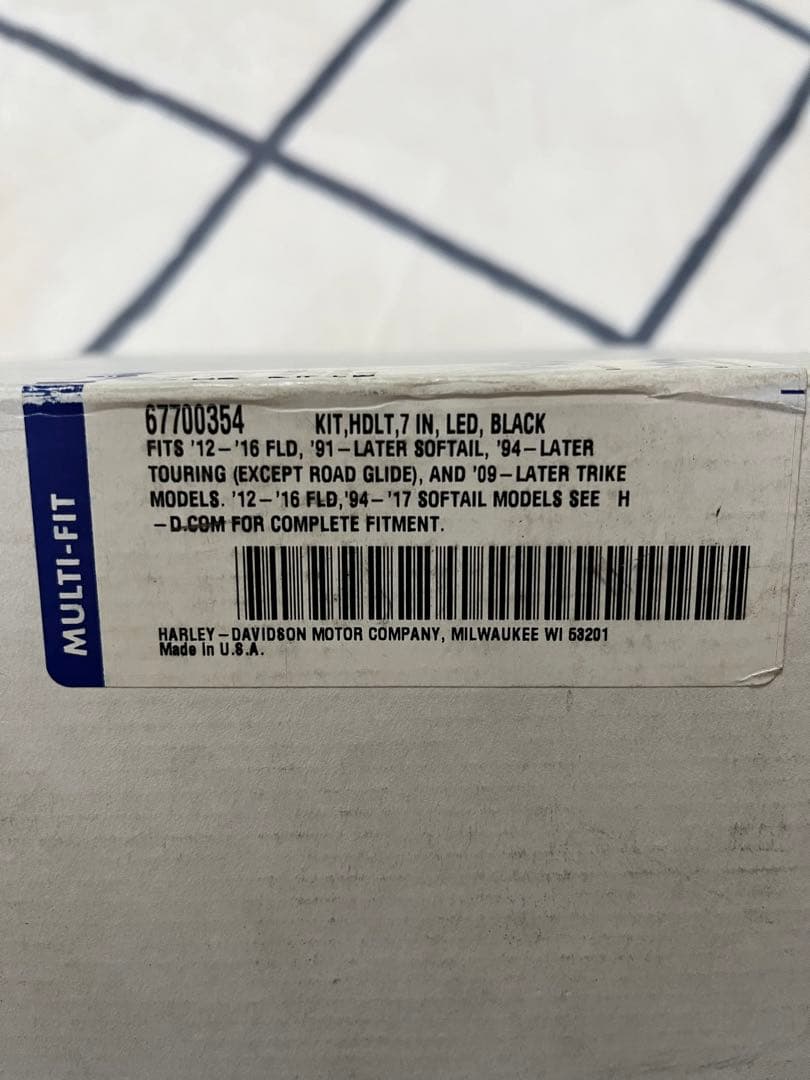 MULTI-FIT
67700354 KIT,HDLT,7 IN, LED, BLACK
FITS '12-'16 FLD, '91-LATER SOFTAIL, '94-LATER
TOURING (EXCEPT ROAD GLIDE), AND '09-LATER TRIKE
MODELS. '12-'16 FLD,'94-'17 SOFTAIL MODELS SEE H
-D.COM FOR COMPLETE FITMENT.
HARLEY-DAVIDSON MOTOR COMPANY, MILWAUKEE WI 53201
Made in U.S.A.